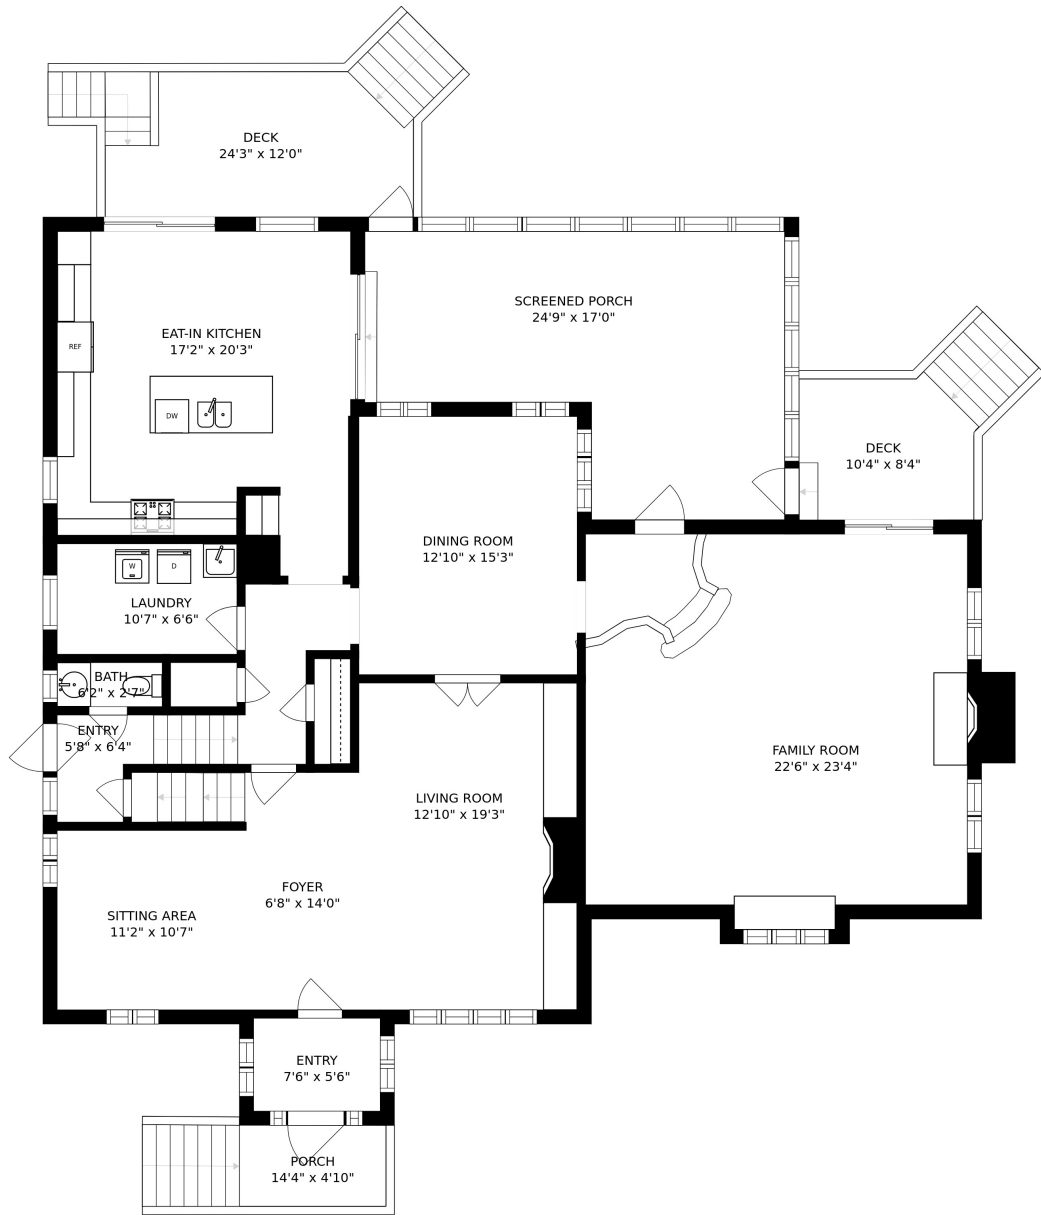 DECK
24'3" x 12'0"
SCREENED PORCH
24'9" x 17'0"
EAT-IN KITCHEN
17'2" x 20'3"
REF
DW
DECK
10'4" x 8'4"
DINING ROOM
12'10" x 15'3"
W
D
LAUNDRY
10'7" x 6'6"
BATH
6'2" x 2'7"
ENTRY
5'8" x 6'4"
FAMILY ROOM
22'6" x 23'4"
LIVING ROOM
12'10" x 19'3"
FOYER
6'8" x 14'0"
SITTING AREA
11'2" x 10'7"
ENTRY
7'6" x 5'6"
PORCH
14'4" x 4'10"